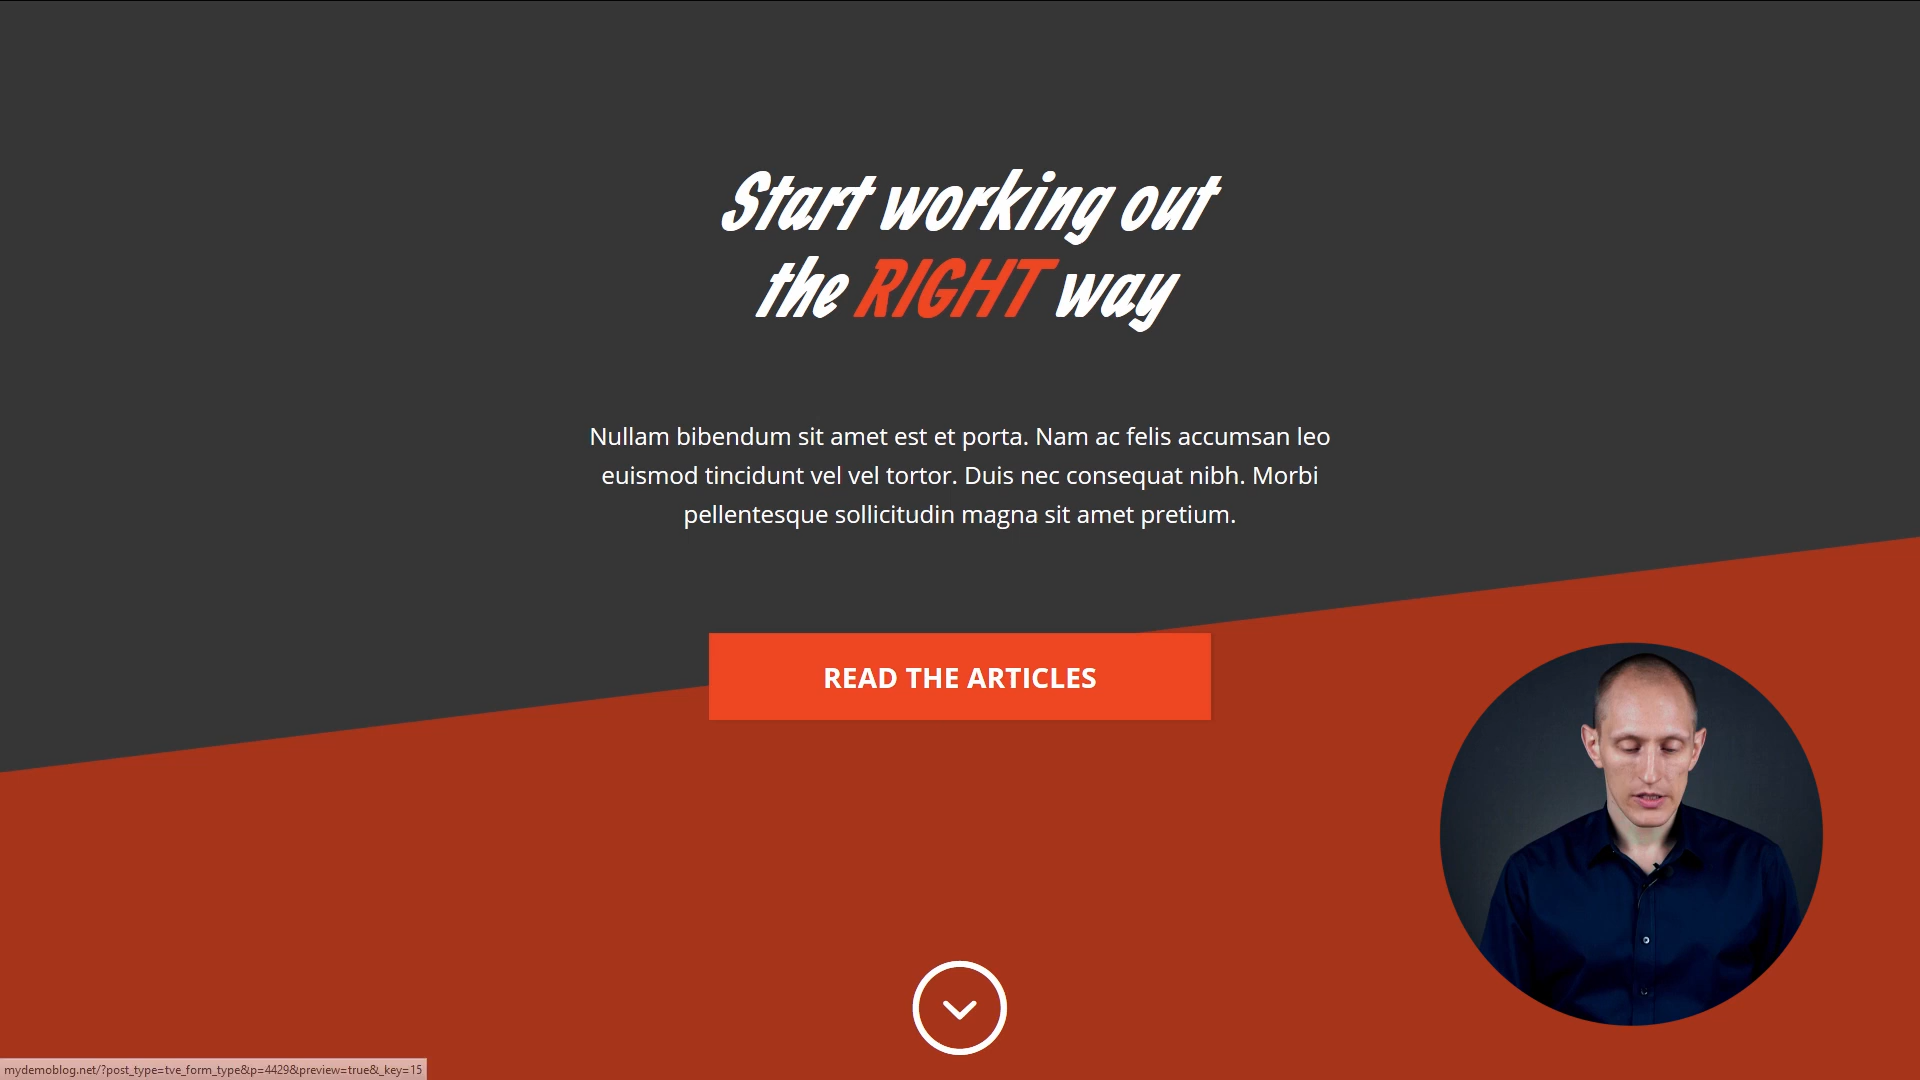 Start working out
the RIGHT way
Nullam bibendum sit amet est et porta. Nam ac felis accumsan leo
euismod tincidunt vel vel tortor. Duis nec consequat nibh. Morbi
pellentesque sollicitudin magna sit amet pretium.
READ THE ARTICLES
mydemoblog.net/?post_type=tve_form_type&p=4429&preview=true&_key=15